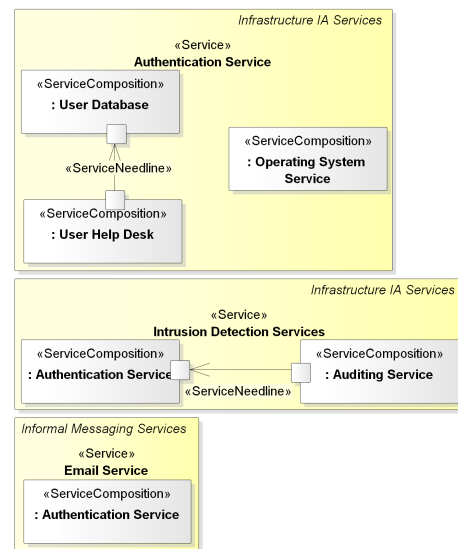 Infrastructure IA Services
«Service»
Authentication Service
«ServiceComposition»
: User Database
«ServiceNeedline»
«ServiceComposition»
: User Help Desk
«ServiceComposition»
: Operating System
Service
Infrastructure IA Services
«Service»
Intrusion Detection Services
«ServiceComposition»
: Authentication Service
«ServiceNeedline»
«ServiceComposition»
: Auditing Service
Informal Messaging Services
«Service»
Email Service
«ServiceComposition»
: Authentication Service